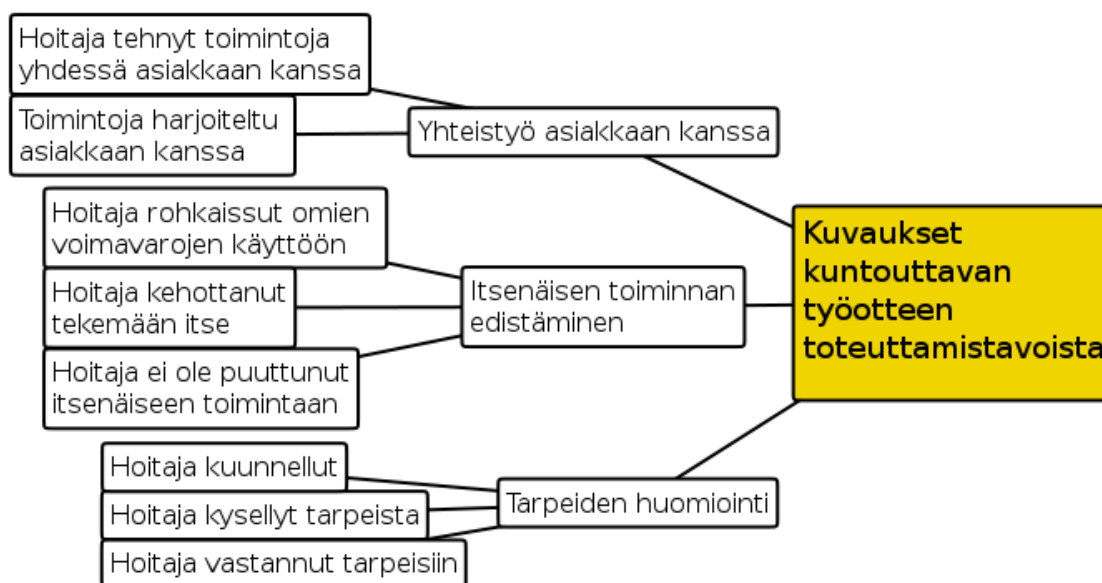 Hoitaja tehnyt toimintoja
yhdessä asiakkaan kanssa
Toimintoja harjoiteltu
asiakkaan kanssa
Yhteistyö asiakkaan kanssa
Hoitaja rohkaissut omien
voimavarojen käyttöön
Hoitaja kehottanut
tekemään itse
Hoitaja ei ole puuttunut
itsenäiseen toimintaan
Itsenäisen toiminnan
edistäminen
Hoitaja kuunnellut
Hoitaja kysellyt tarpeista
Hoitaja vastannut tarpeisiin
Tarpeiden huomiointi
Kuvaukset
kuntouttavan
työotteen
toteuttamistavoista